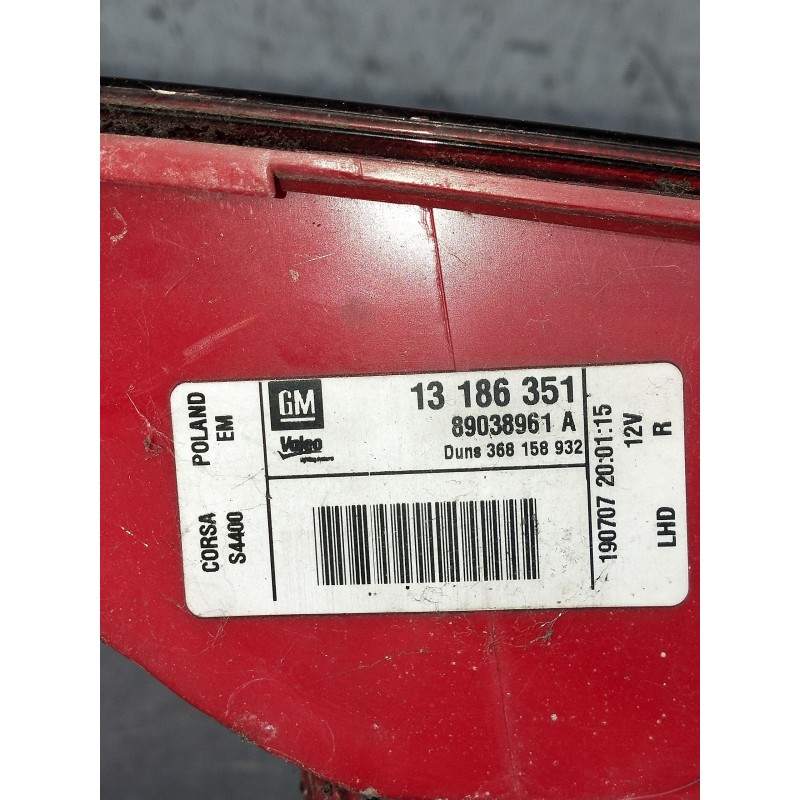 POLAND
EM
CORSA
S4400
GM
Valeo
13 186 351
89038961 A
Duns 368 158 932
190707 20:01:15
12V
R
LHD